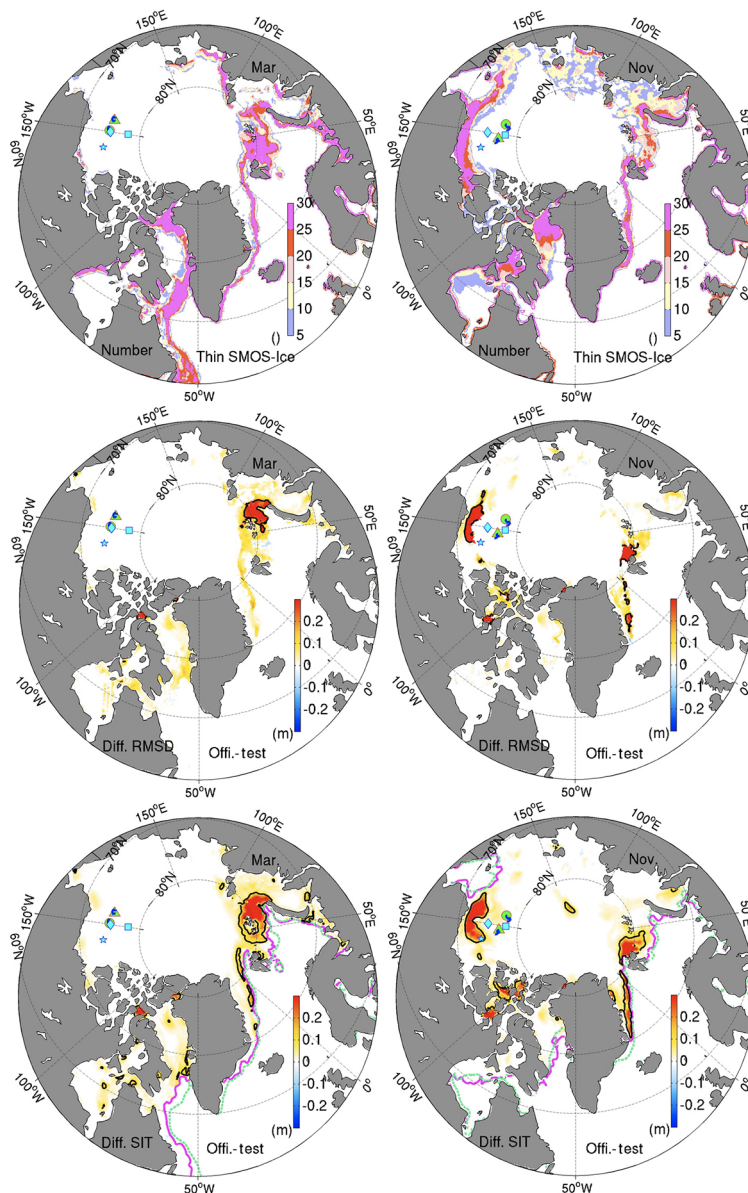 150°E
100°E
70°N
Mar
80°N
50°E
150°W
60°N
30
25
20
15
10
5
100°W
0°
()
Number
Thin SMOS-Ice
50°W
150°E
100°E
70°N
Nov
80°N
50°E
150°W
60°N
30
25
20
15
10
5
100°W
0°
()
Number
Thin SMOS-Ice
50°W
150°E
100°E
70°N
Mar
80°N
50°E
150°W
60°N
0.2
0.1
0
-0.1
-0.2
100°W
0°
(m)
Diff. RMSD
Offi.-test
50°W
150°E
100°E
70°N
Nov
80°N
50°E
150°W
60°N
0.2
0.1
0
-0.1
-0.2
100°W
0°
(m)
Diff. RMSD
Offi.-test
50°W
150°E
100°E
70°N
Mar
80°N
50°E
150°W
60°N
0.2
0.1
0
-0.1
-0.2
100°W
0°
(m)
Diff. SIT
Offi.-test
50°W
150°E
100°E
70°N
Nov
80°N
50°E
150°W
60°N
0.2
0.1
0
-0.1
-0.2
100°W
0°
(m)
Diff. SIT
Offi.-test
50°W